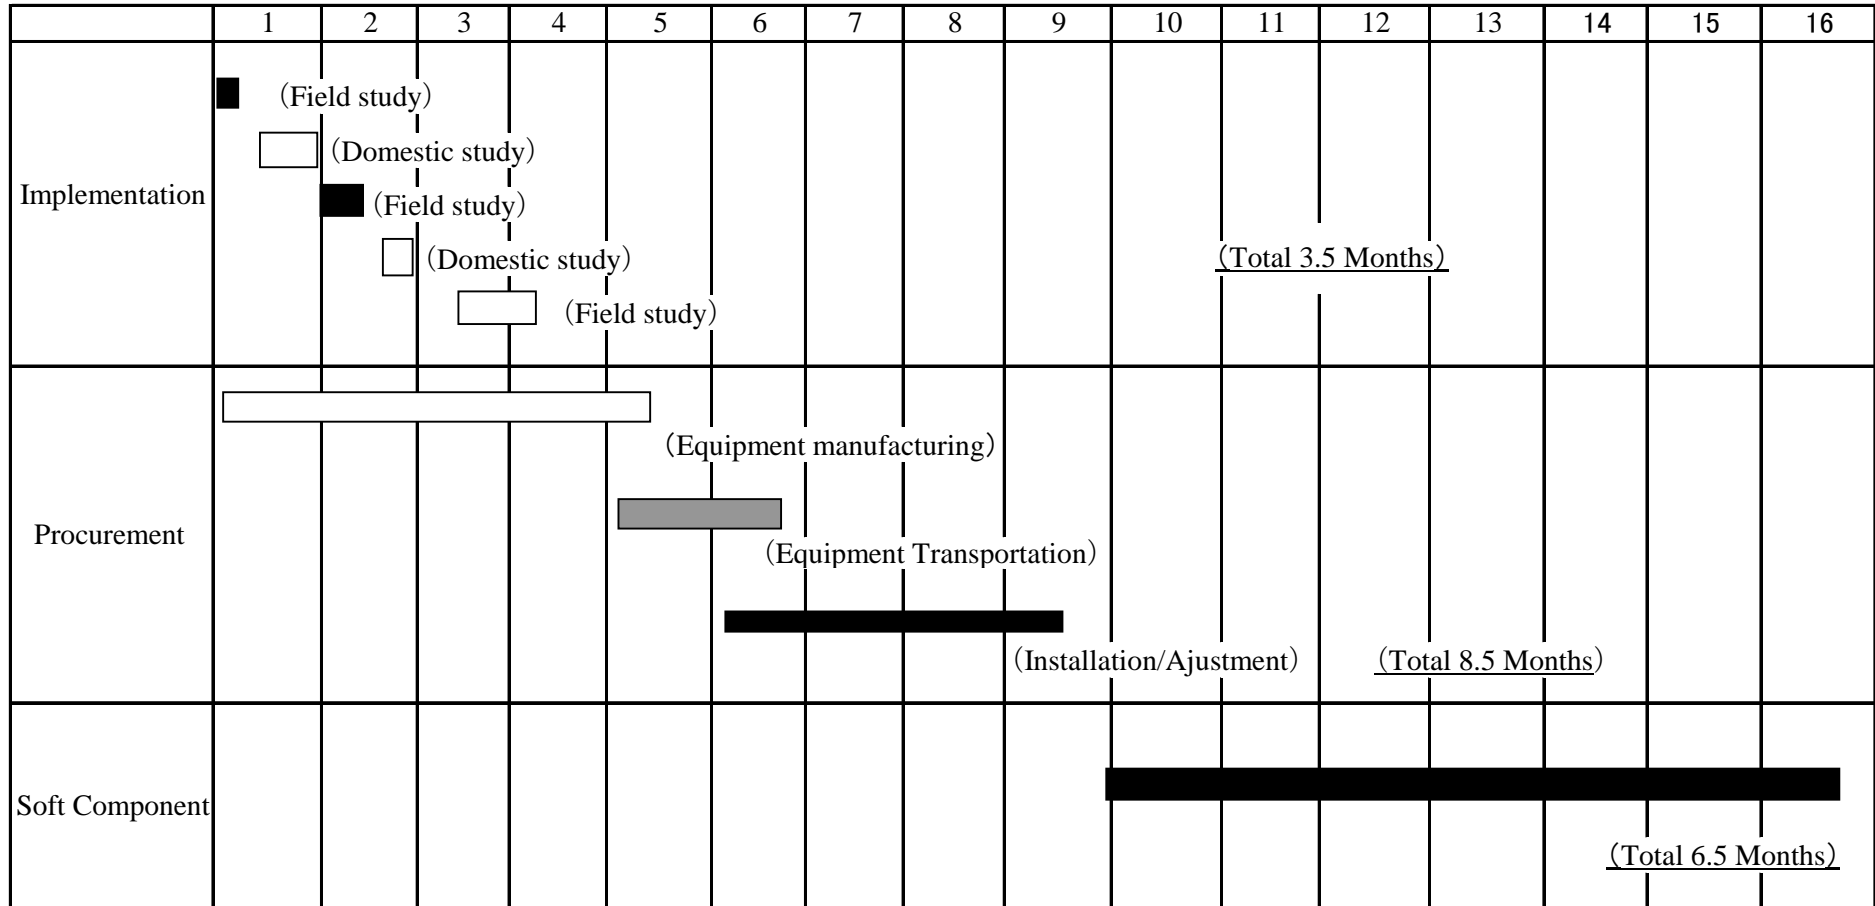 1 2 3 4 5 6 7 8 9 10 11 12 13 14 15 16
(Field study)
(Domestic study)
Implementation
(Field study)
(Domestic study)
(Total 3.5 Months)
(Field study)
(Equipment manufacturing)
Procurement
(Equipment Transportation)
(Installation/Ajustment)
(Total 8.5 Months)
Soft Component
(Total 6.5 Months)